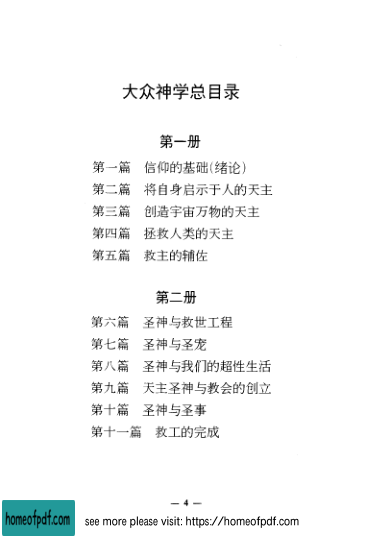 大众神学总目录
第一册
第一篇 信仰的基础(绪论)
第二篇 将自身启示于人的天主
第三篇 创造宇宙万物的天主
第四篇 拯救人类的天主
第五篇 救主的辅佐
第二册
第六篇 圣神与救世工程
第七篇 圣神与圣宠
第八篇 圣神与我们的超性生活
第九篇 天主圣神与教会的创立
第十篇 圣神与圣事
第十一篇 救工的完成
— 4 —
homeofpdf.com see more please visit: https://homeofpdf.com